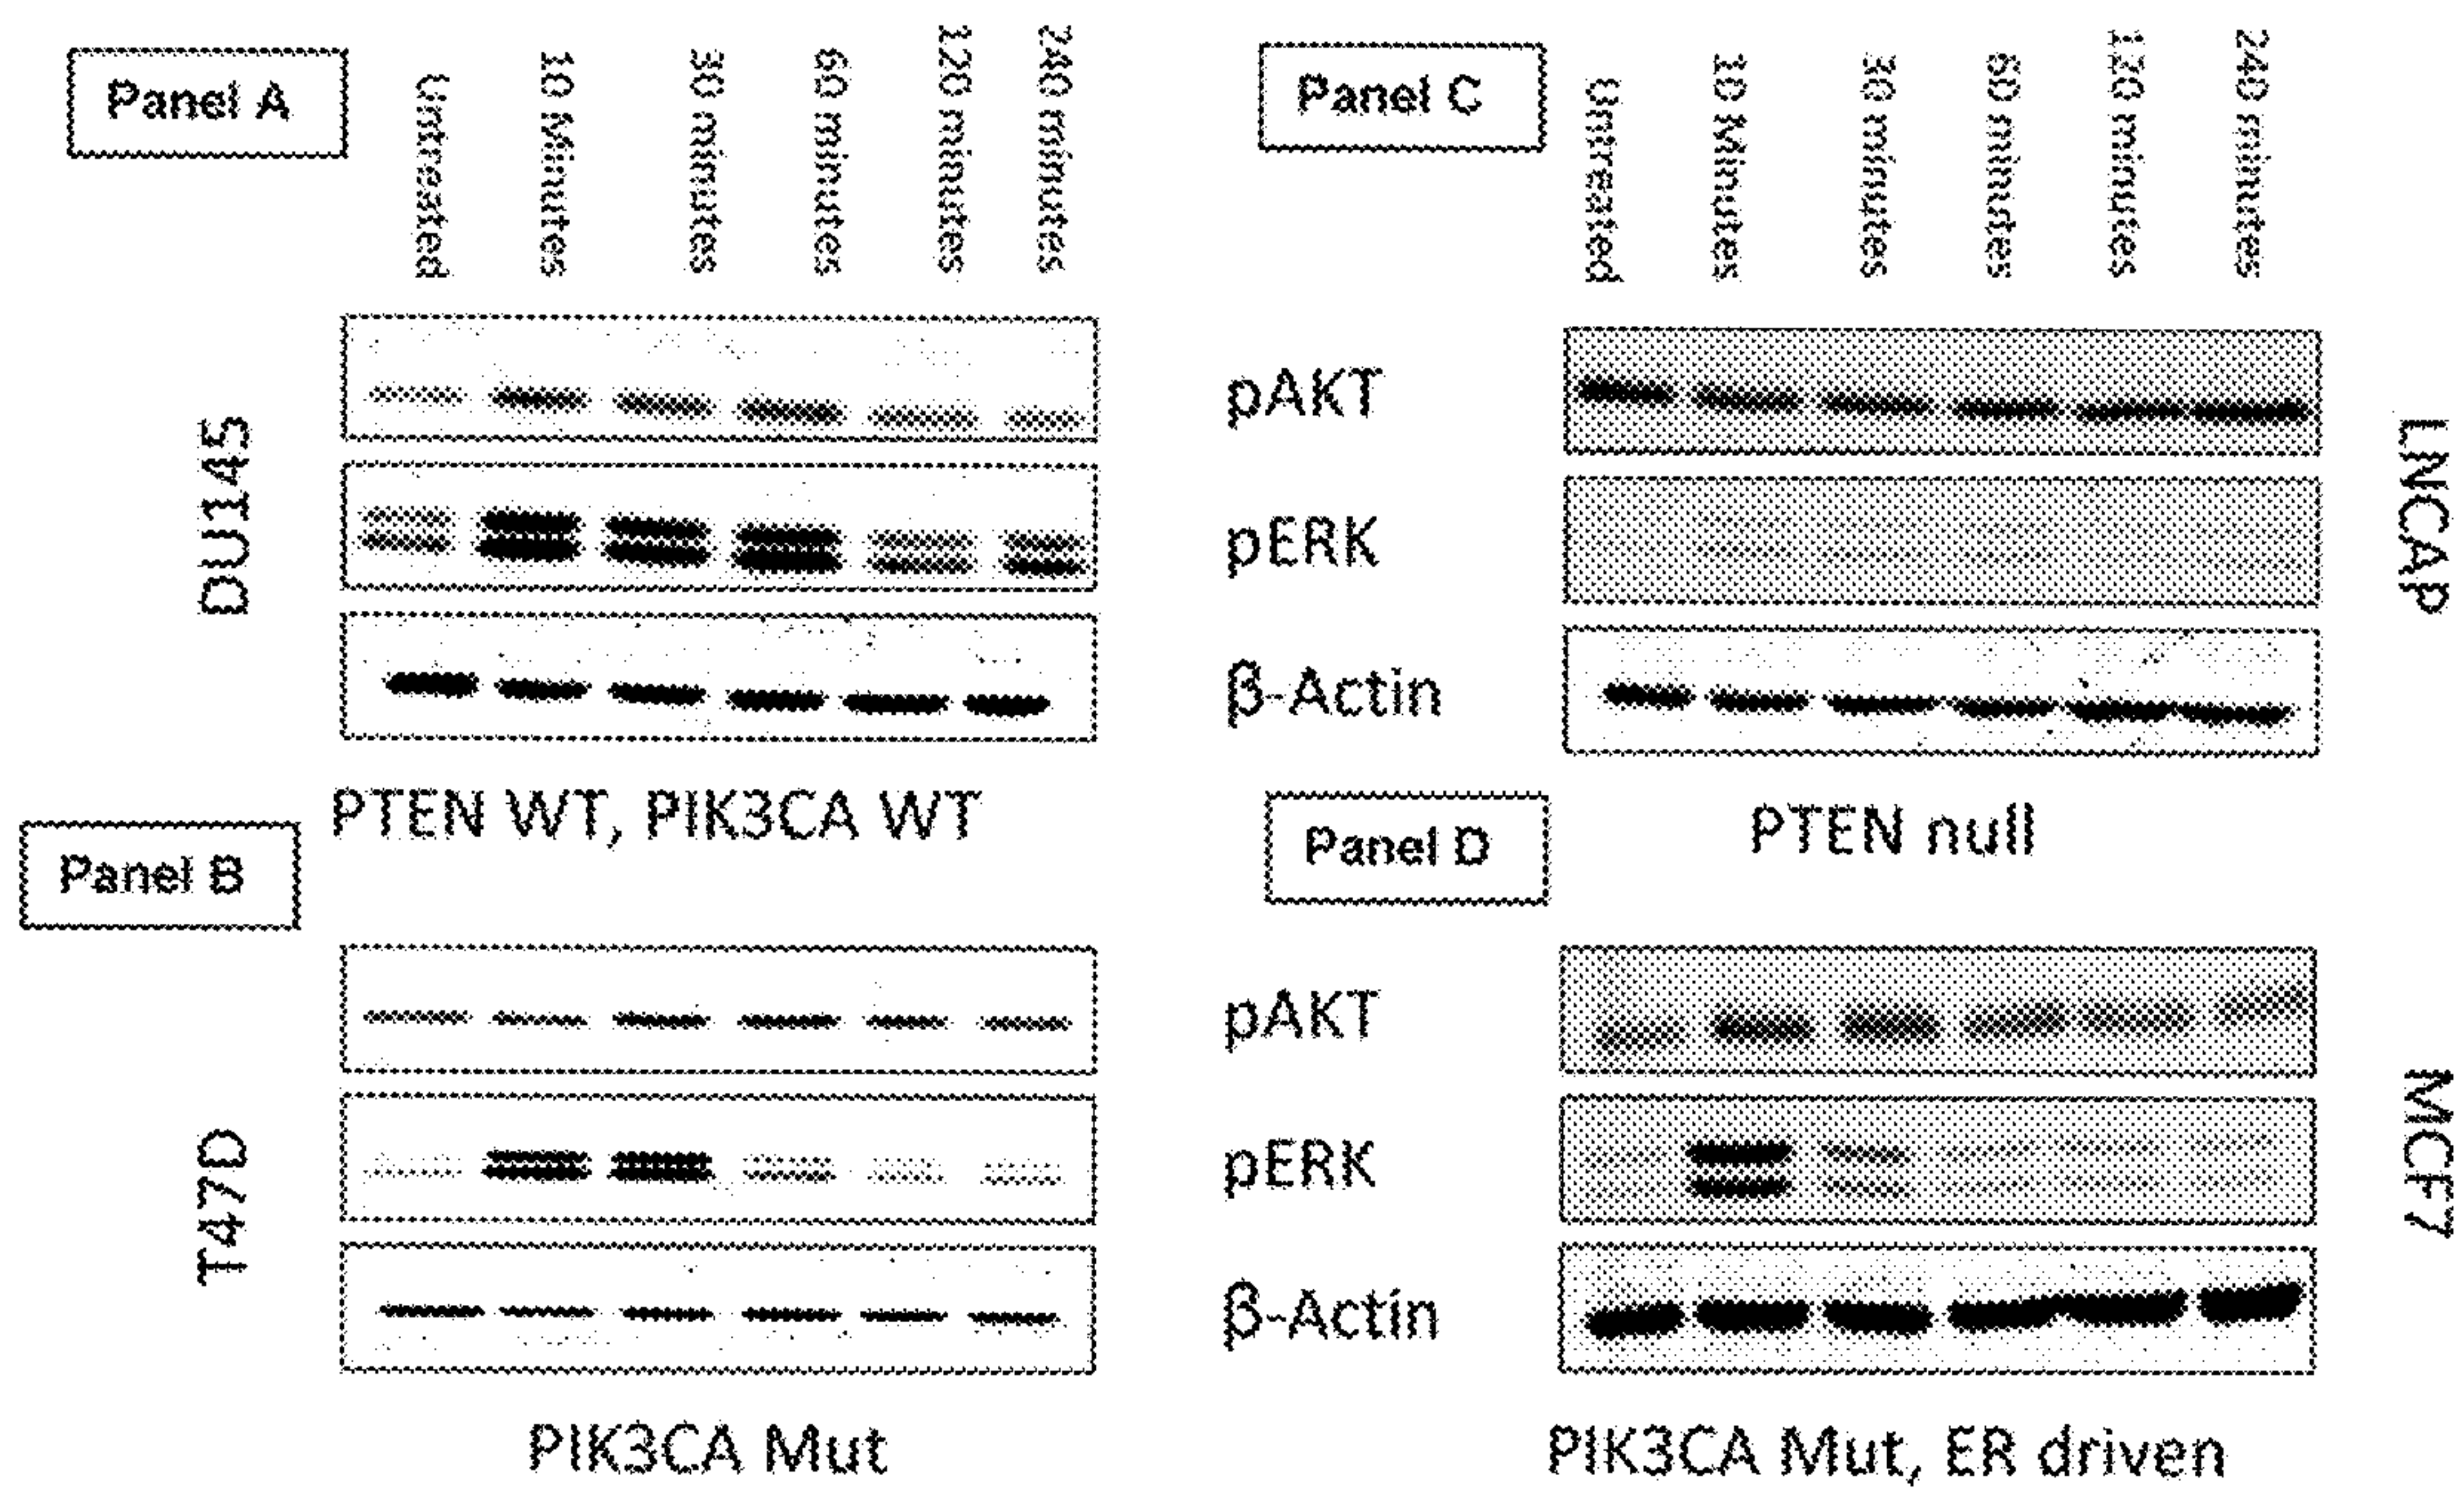 Panel A
Untreated
10 Minutes
30 minutes
60 minutes
120 minutes
240 minutes
DU145
PTEN WT, PIK3CA WT
Panel B
T47D
PIK3CA Mut
pAKT
pERK
β-Actin
pAKT
pERK
β-Actin
Panel C
Untreated
10 Minutes
30 minutes
60 minutes
120 minutes
240 minutes
LNCAP
PTEN null
Panel D
MCF7
PIK3CA Mut, ER driven